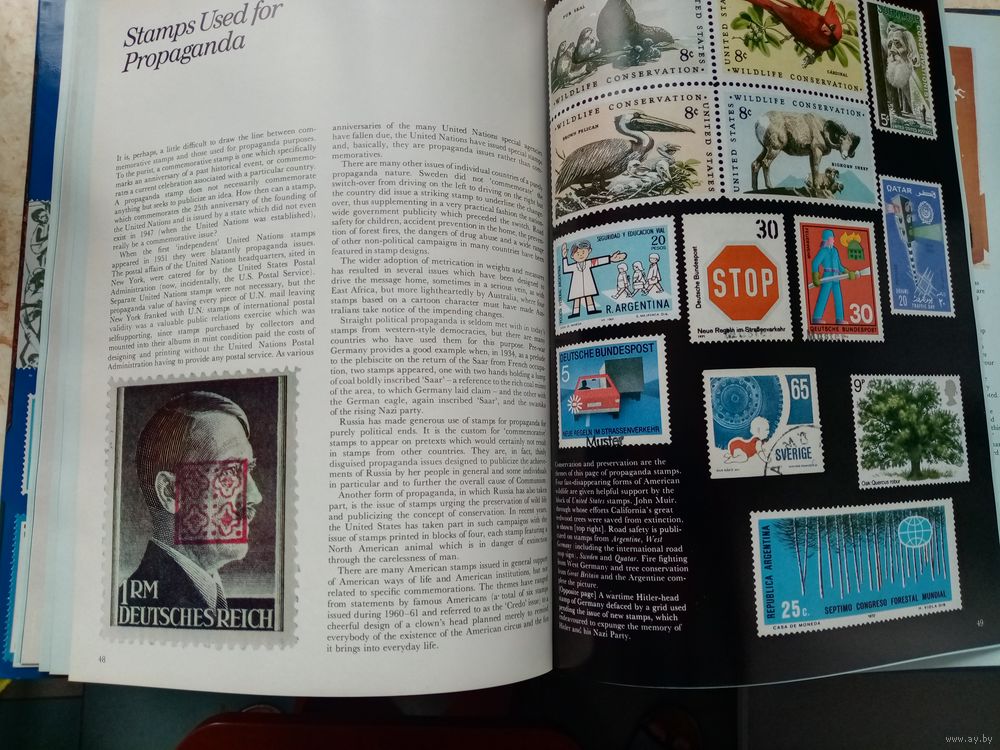 Stamps Used for
Propaganda
It is, perhaps, a little difficult to draw the line between com-
memorative stamps and those used for propaganda purposes.
To the purist, a commemorative stamp is one which specifically
marks an anniversary of a past historical event, or commemo-
rates a current celebration associated with a particular country.
A propaganda stamp does not necessarily commemorate
anything but seeks to publicize an idea. How then can a stamp,
which commemorates the 25th anniversary of the founding of
the United Nations and is issued by a state which did not even
exist in 1947 (when the United Nations was established),
really be a commemorative issue?
When the first 'independent' United Nations stamps
appeared in 1951 they were blatantly propaganda issues.
The postal affairs of the United Nations headquarters, sited in
New York, were catered for by the United States Postal
Administration (now, incidentally, the U.S. Postal Service).
Separate United Nations stamps were not necessary, but the
propaganda value of having every piece of U.N. mail leaving
New York franked with U.N. stamps of international postal
validity was a valuable public relations exercise which was
selfsupporting, since stamps purchased by collectors and
mounted into their albums in mint condition paid the costs of
designing and printing without the United Nations Postal
Administration having to provide any postal service. As various
1RM
DEUTSCHES REICH
48
anniversaries of the many United Nations special agencies
have fallen due, the United Nations have issued special stamps
and, basically, they are propaganda issues rather than com-
memoratives.
There are many other issues of individual countries of a purely
propaganda nature. Sweden did not 'commemorate' the
switch-over from driving on the left to driving on the right but
the country did issue a striking stamp to underline the change-
over, thus supplementing in a very practical fashion the nation-
wide government publicity which preceded the switch. Road
safety for children, accident prevention in the home, the preven-
tion of forest fires, the dangers of drug abuse and a wide range
of other non-political campaigns in many countries have been
featured in stamp designs.
The wider adoption of metrication in weights and measures
has resulted in several issues which have been designed to
drive the message home, sometimes in a serious vein, as with
East Africa, but more lightheartedly by Australia, when four
stamps based on a cartoon character must have made Aus-
tralians take notice of the impending changes.
Straight political propaganda is seldom met with in today's
stamps from western-style democracies, but there are many
countries who have used them for this purpose. Pre-war
Germany provides a good example when, in 1934, as a prelude
to the plebiscite on the return of the Saar from French occupa-
tion, two stamps appeared, one with two hands holding a lump
of coal boldly inscribed 'Saar' – a reference to the rich coal mines
of the area, to which Germany laid claim – and the other with
the German eagle, again inscribed 'Saar', and the swastika
of the rising Nazi party.
Russia has made generous use of stamps for propaganda for
purely political ends. It is the custom for 'commemorative'
stamps to appear on pretexts which would certainly not result
in stamps from other countries. They are, in fact, thinly
disguised propaganda issues designed to publicize the achieve-
ments of Russia by her people in general and some individuals
in particular and to further the overall cause of Communism.
Another form of propaganda, in which Russia has also taken
part, is the issue of stamps urging the preservation of wild life
and publicizing the concept of conservation. In recent years
the United States has taken part in such campaigns with the
issue of stamps printed in blocks of four, each stamp featuring a
North American animal which is in danger of extinction
through the carelessness of man.
There are many American stamps issued in general support
of American ways of life and American institutions, but not
related to specific commemorations. The themes have ranged
from statements by famous Americans (a total of six stamps
issued during 1960–61 and referred to as the 'Credo' issue) to a
cheerful design of a clown's head planned merely to remind
everybody of the existence of the American circus and the fun
it brings into everyday life.
FUR SEAL
8¢
WILDLIFE CONSERVATION
UNITED STATES
8¢
CARDINAL
WILDLIFE CONSERVATION
UNITED STATES
WILDLIFE CONSERVATION
BROWN PELICAN
8¢
UNITED STATES
WILDLIFE CONSERVATION
8¢
BIGHORN SHEEP
UNITED STATES
5¢
SEGURIDAD Y EDUCACION VIAL
20
PESOS
R. ARGENTINA
30
Deutsche Bundespost
STOP
Neue Regeln im Straßenverkehr
30
DEUTSCHE BUNDESPOST
QATAR
DIRHAMS 20
TRAFFIC DAY
DEUTSCHE BUNDESPOST
5
NEUE REGELN IM STRASSENVERKEHR
Muster
65
SVERIGE
9P
Oak Quercus robur
REPUBLICA ARGENTINA
25c.
SEPTIMO CONGRESO FORESTAL MUNDIAL
CASA DE MONEDA
1972
Conservation and preservation are the
themes of this page of propaganda stamps.
Four fast-disappearing forms of American
wildlife are given helpful support by the
block of United States stamps. John Muir,
through whose efforts California's great
redwood trees were saved from extinction,
is shown [top right]. Road safety is publi-
cized on stamps from Argentine, West
Germany including the international road
stop sign, Sweden and Quatar. Fire fighting
from West Germany and tree conservation
from Great Britain and the Argentine com-
plete the picture.
[Opposite page] A wartime Hitler-head
stamp of Germany defaced by a grid used
pending the issue of new stamps, which
endeavoured to expunge the memory of
Hitler and his Nazi Party.
49
www.ay.by